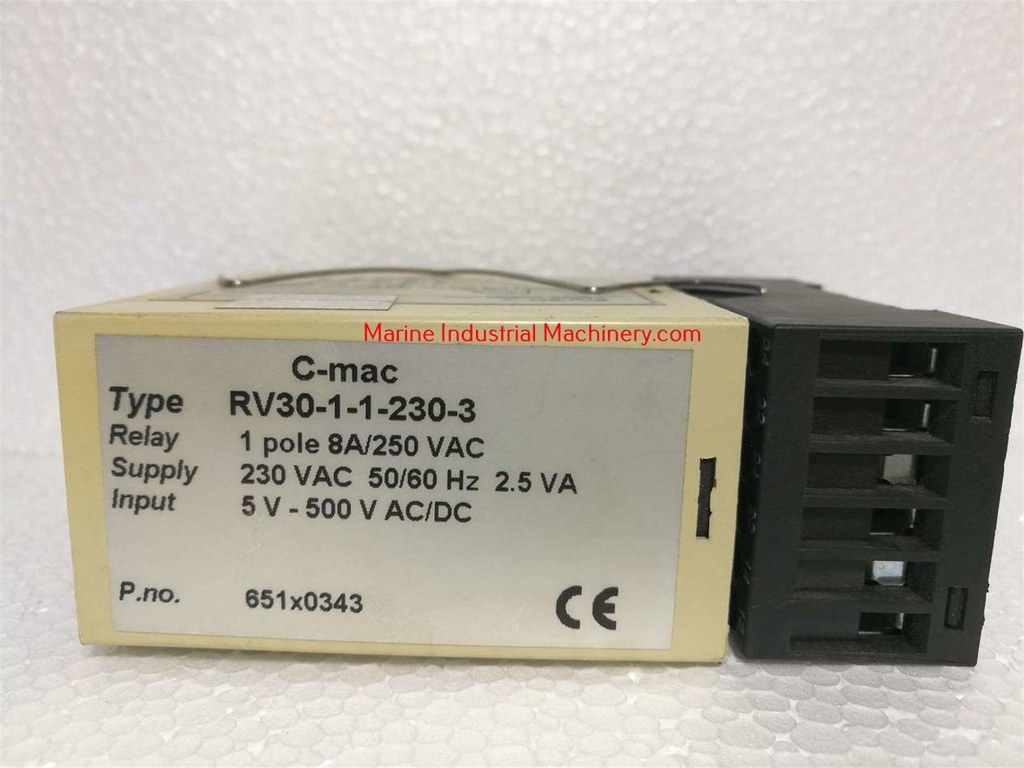 Marine Industrial Machinery.com
C-mac
Type RV30-1-1-230-3
Relay 1 pole 8A/250 VAC
Supply 230 VAC 50/60 Hz 2.5 VA
Input 5 V - 500 V AC/DC
P.no. 651x0343
CE